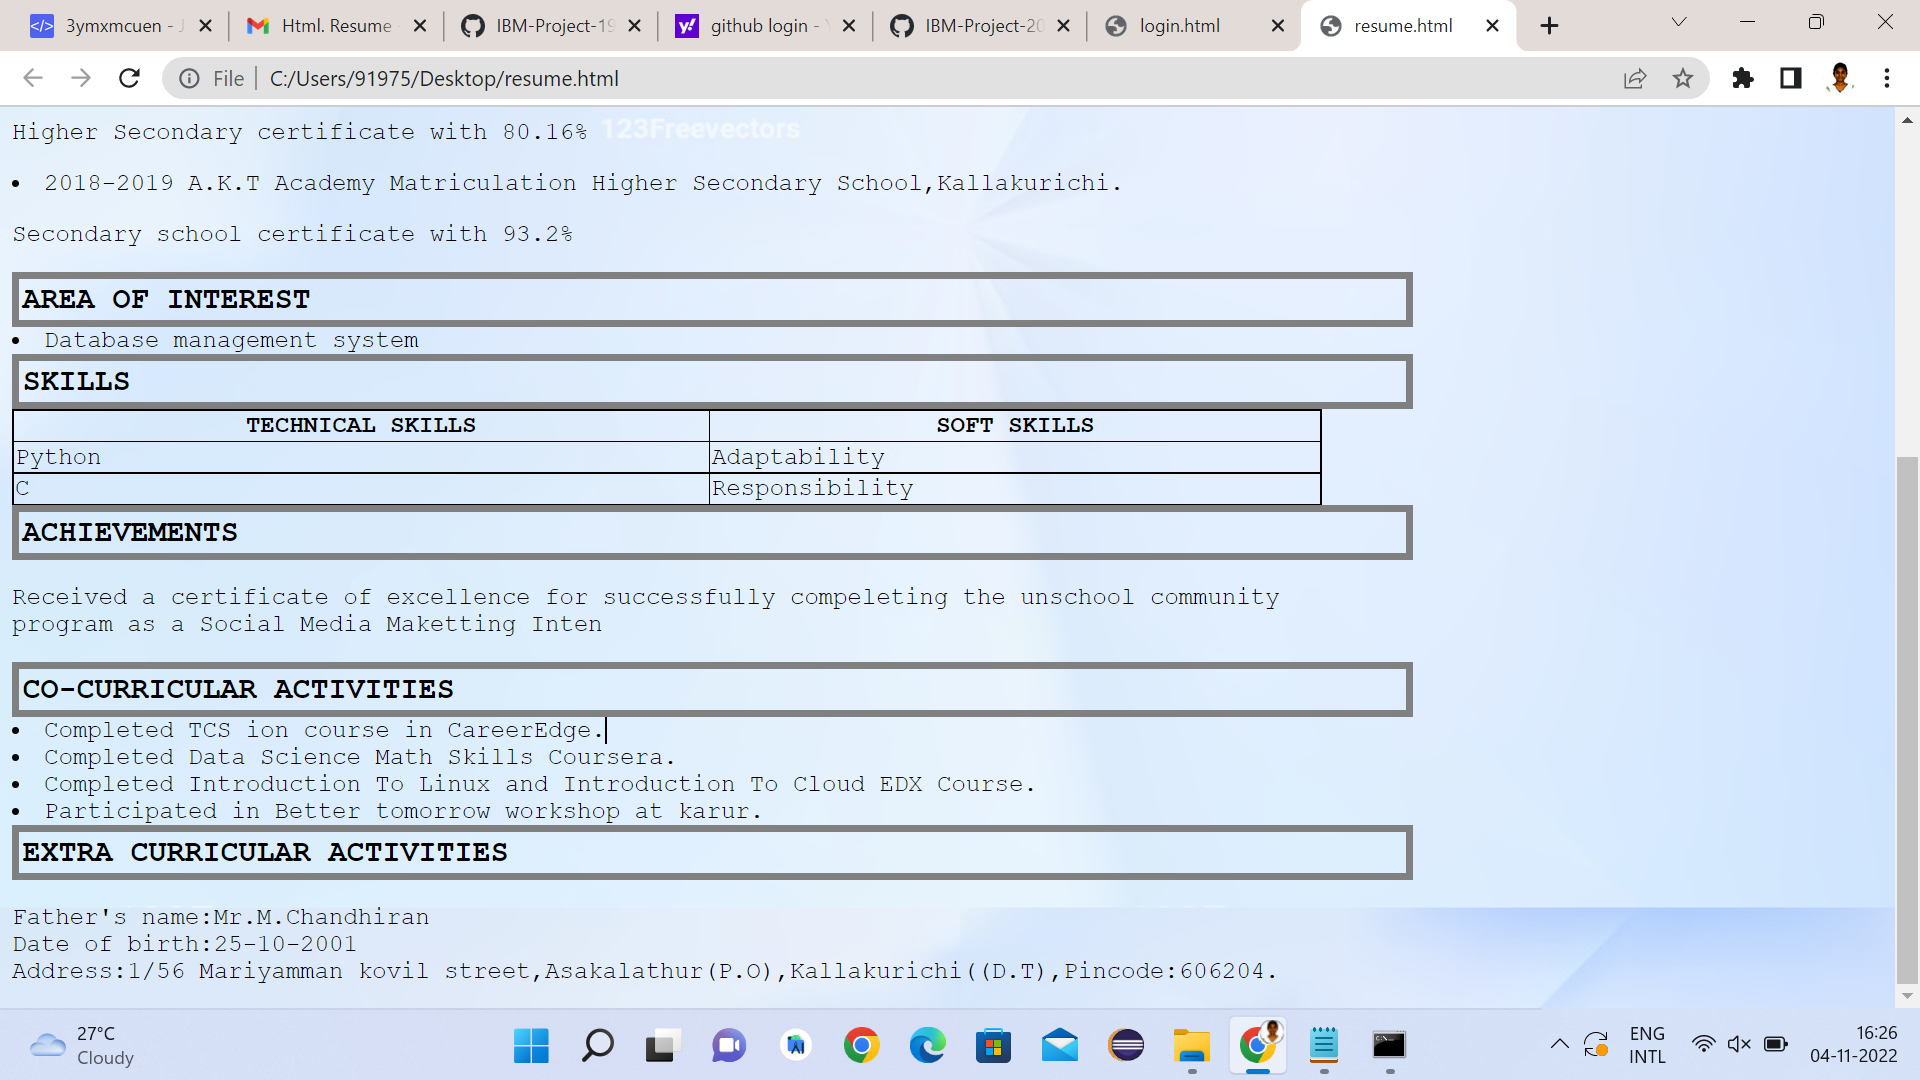 3ymxmcuen - J
Html. Resume
IBM-Project-19
github login - Y
IBM-Project-20
login.html
resume.html
File
C:/Users/91975/Desktop/resume.html
Higher Secondary certificate with 80.16%
123Freevectors
2018-2019 A.K.T Academy Matriculation Higher Secondary School,Kallakurichi.
Secondary school certificate with 93.2%
AREA OF INTEREST
Database management system
SKILLS
TECHNICAL SKILLS SOFT SKILLS
Python Adaptability
C Responsibility
ACHIEVEMENTS
Received a certificate of excellence for successfully compeleting the unschool community
program as a Social Media Maketting Inten
CO-CURRICULAR ACTIVITIES
Completed TCS ion course in CareerEdge.
Completed Data Science Math Skills Coursera.
Completed Introduction To Linux and Introduction To Cloud EDX Course.
Participated in Better tomorrow workshop at karur.
EXTRA CURRICULAR ACTIVITIES
Father's name:Mr.M.Chandhiran
Date of birth:25-10-2001
Address:1/56 Mariyamman kovil street,Asakalathur(P.O),Kallakurichi((D.T),Pincode:606204.
27°C
Cloudy
ENG
INTL
16:26
04-11-2022